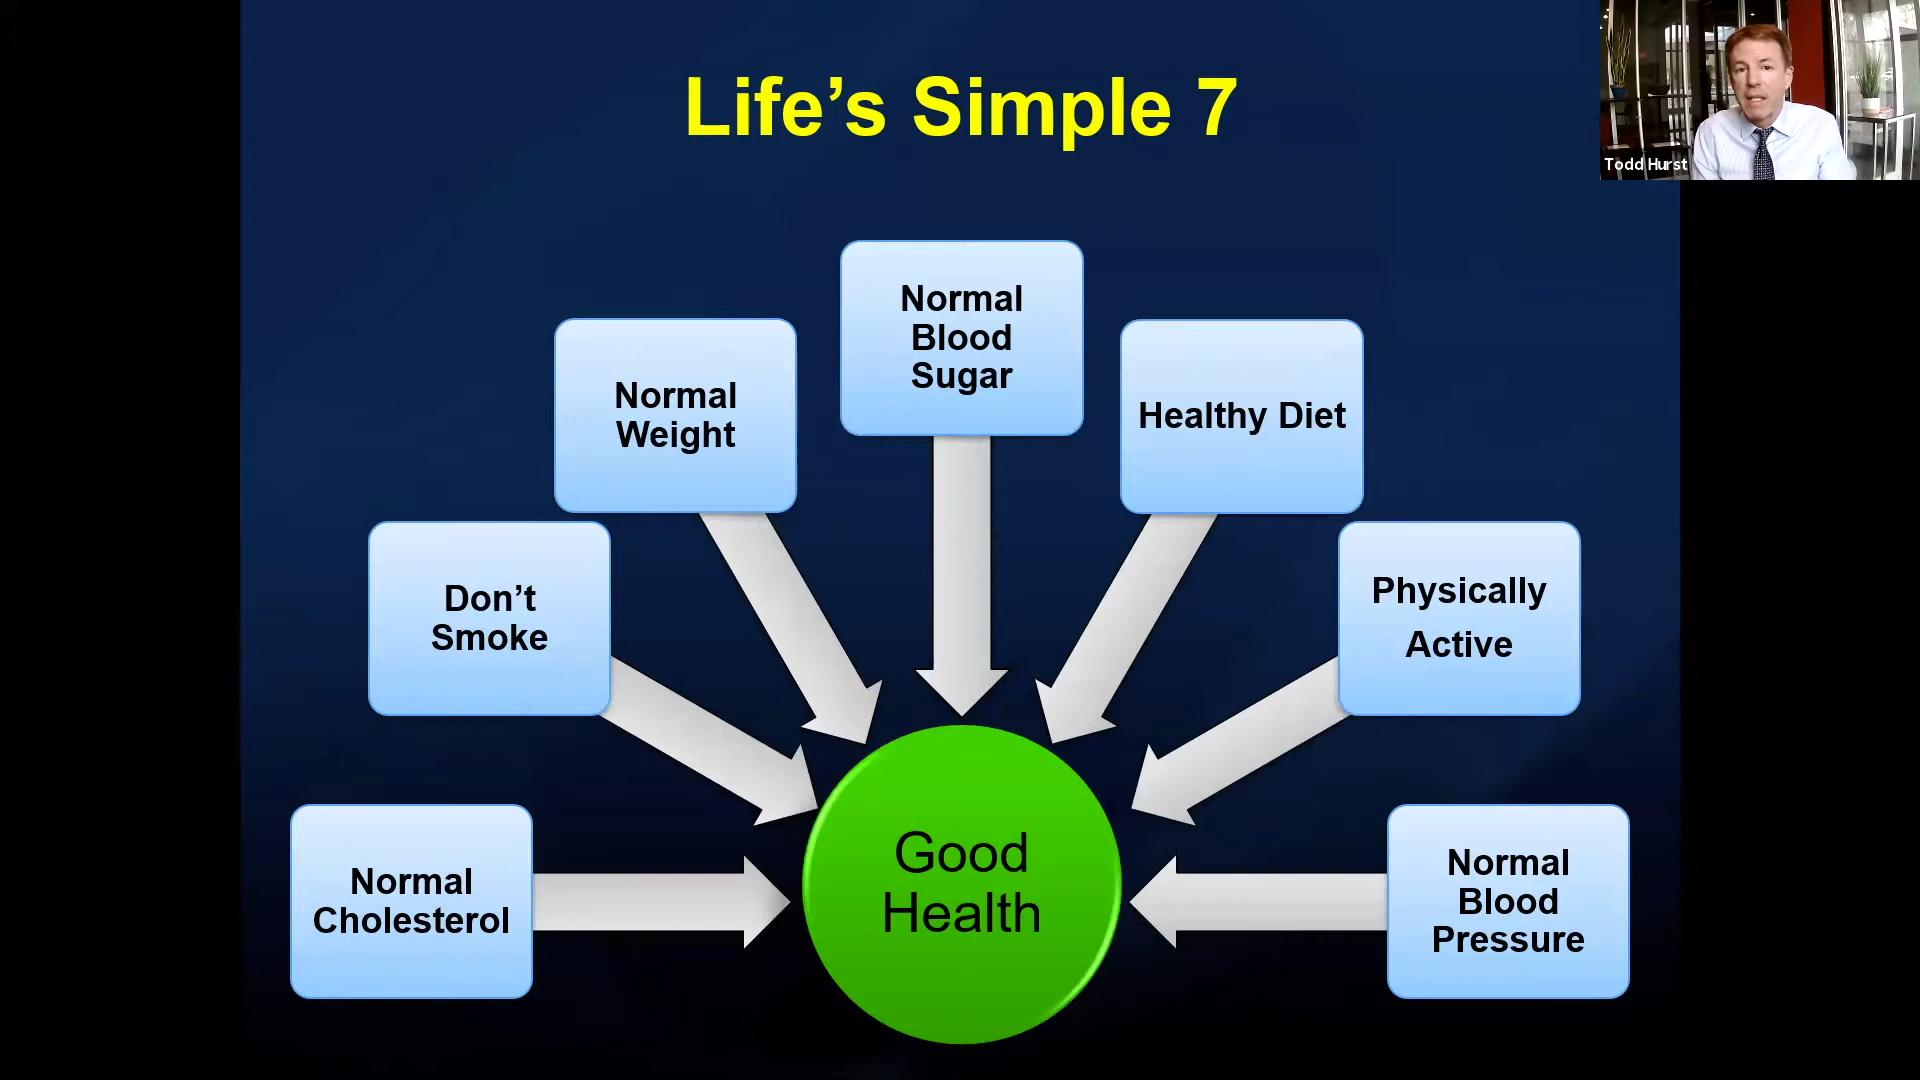 Life’s Simple 7
Todd Hurst
Normal
Blood
Sugar
Normal
Weight
Healthy Diet
Don’t
Smoke
Physically
Active
Normal
Cholesterol
Good
Health
Normal
Blood
Pressure